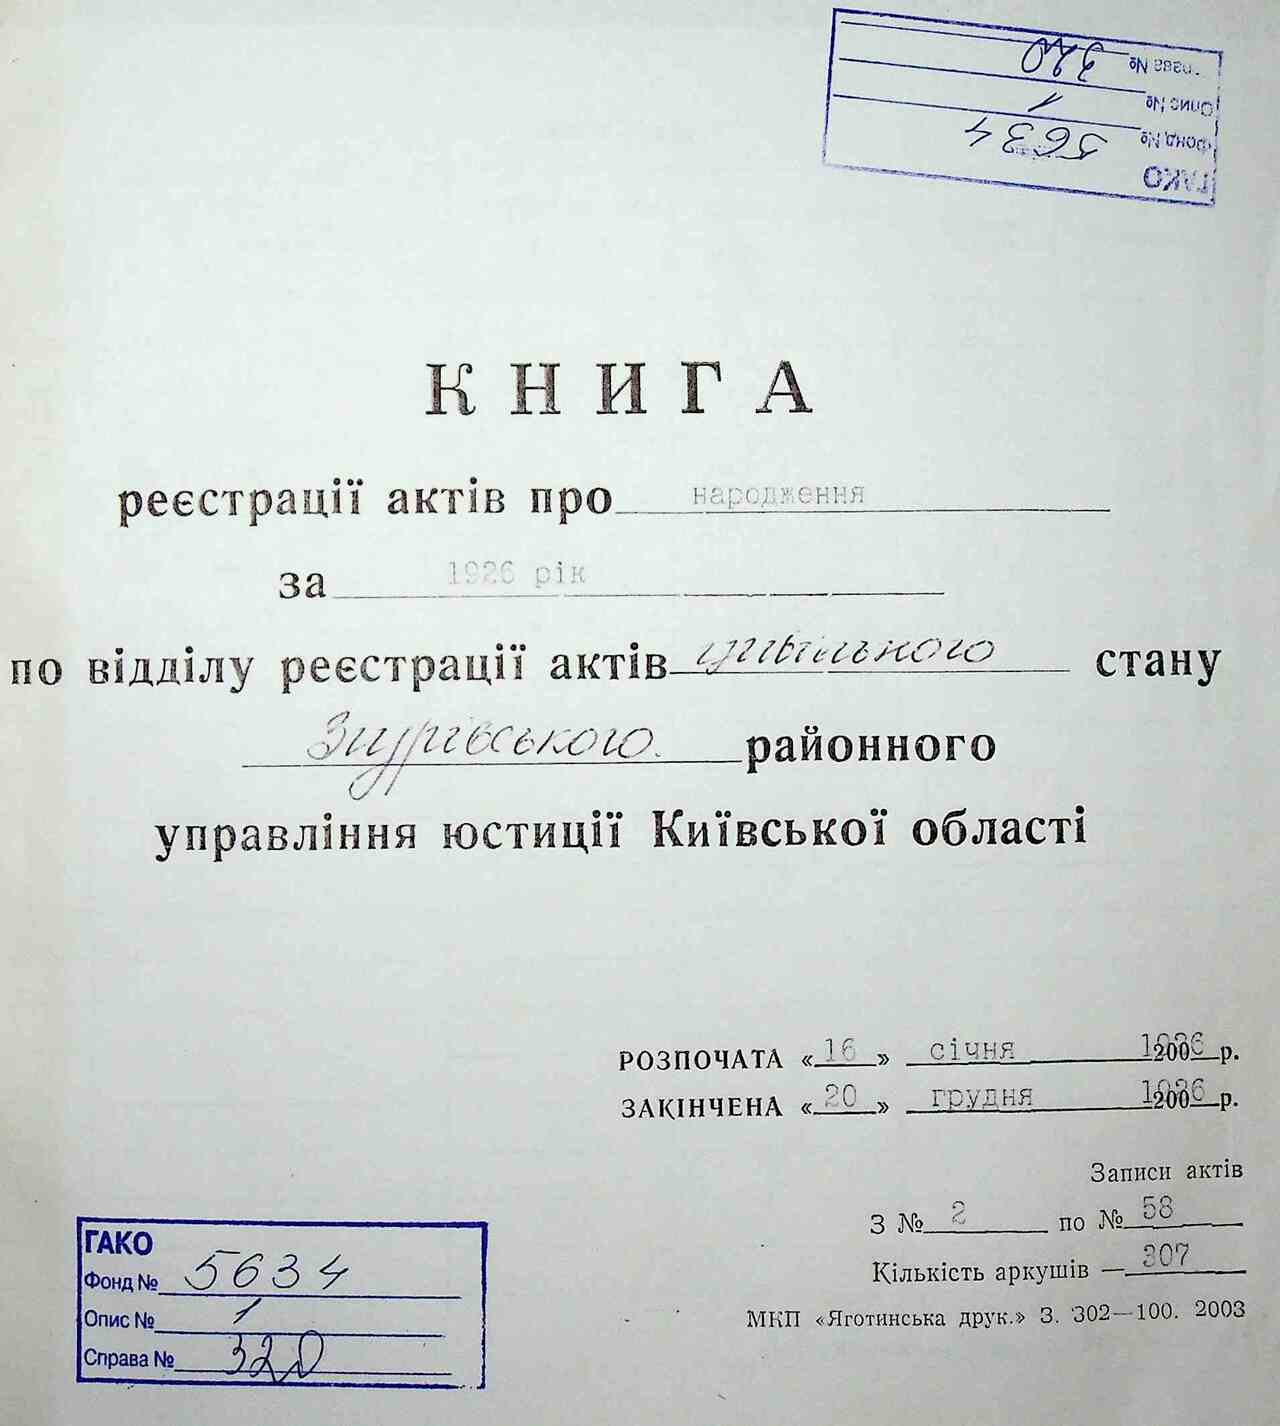 Справа № 320
Опис № 1
Фонд № 5634
ГАКО
КНИГА
реєстрації актів про народження
за 1926 рік
по відділу реєстрації актів цивільного стану
Згурівського районного
управління юстиції Київської області
РОЗПОЧАТА «16» січня 1926 200 р.
ЗАКІНЧЕНА «20» грудня 1926 200 р.
Записи актів
З № 2 по № 58
Кількість аркушів — 307
МКП «Яготинська друк.» З. 302—100. 2003
ГАКО
Фонд № 5634
Опис № 1
Справа № 320